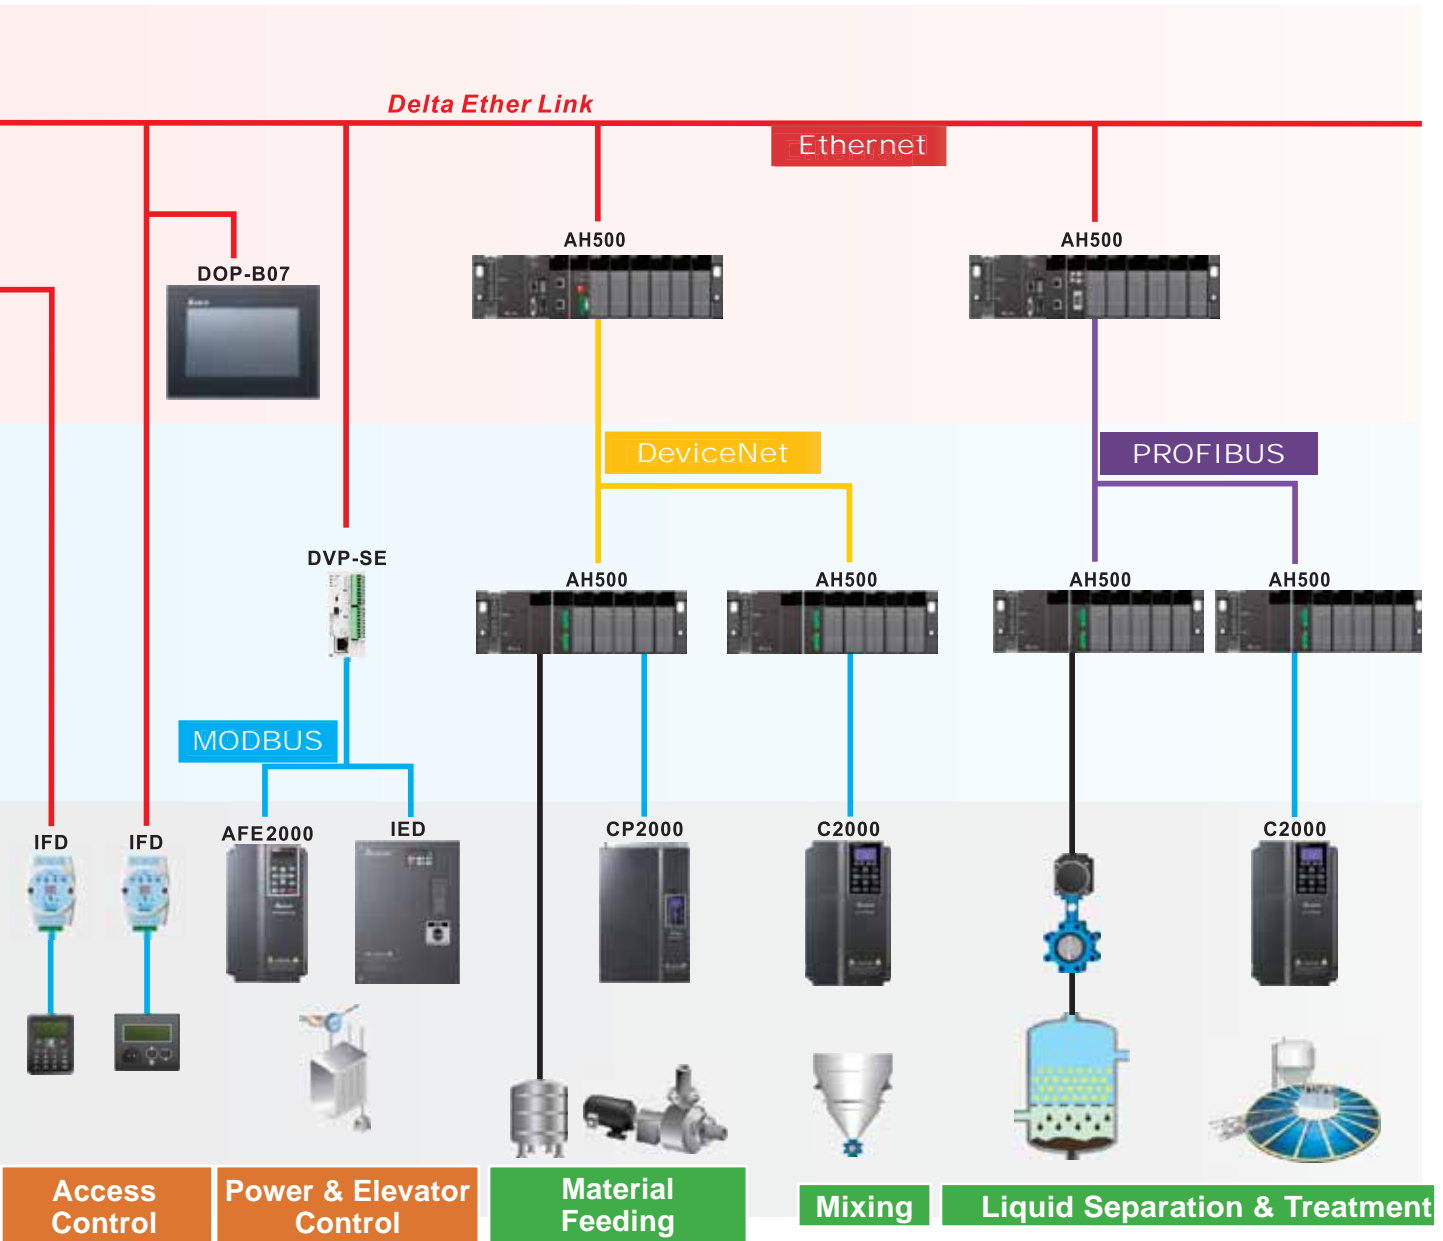 Delta Ether Link
Ethernet
AH500
AH500
DOP-B07
DeviceNet
PROFIBUS
DVP-SE
AH500
AH500
AH500
AH500
MODBUS
IFD
IFD
AFE2000
IED
CP2000
C2000
C2000
Access
Control
Power & Elevator
Control
Material
Feeding
Mixing
Liquid Separation & Treatment